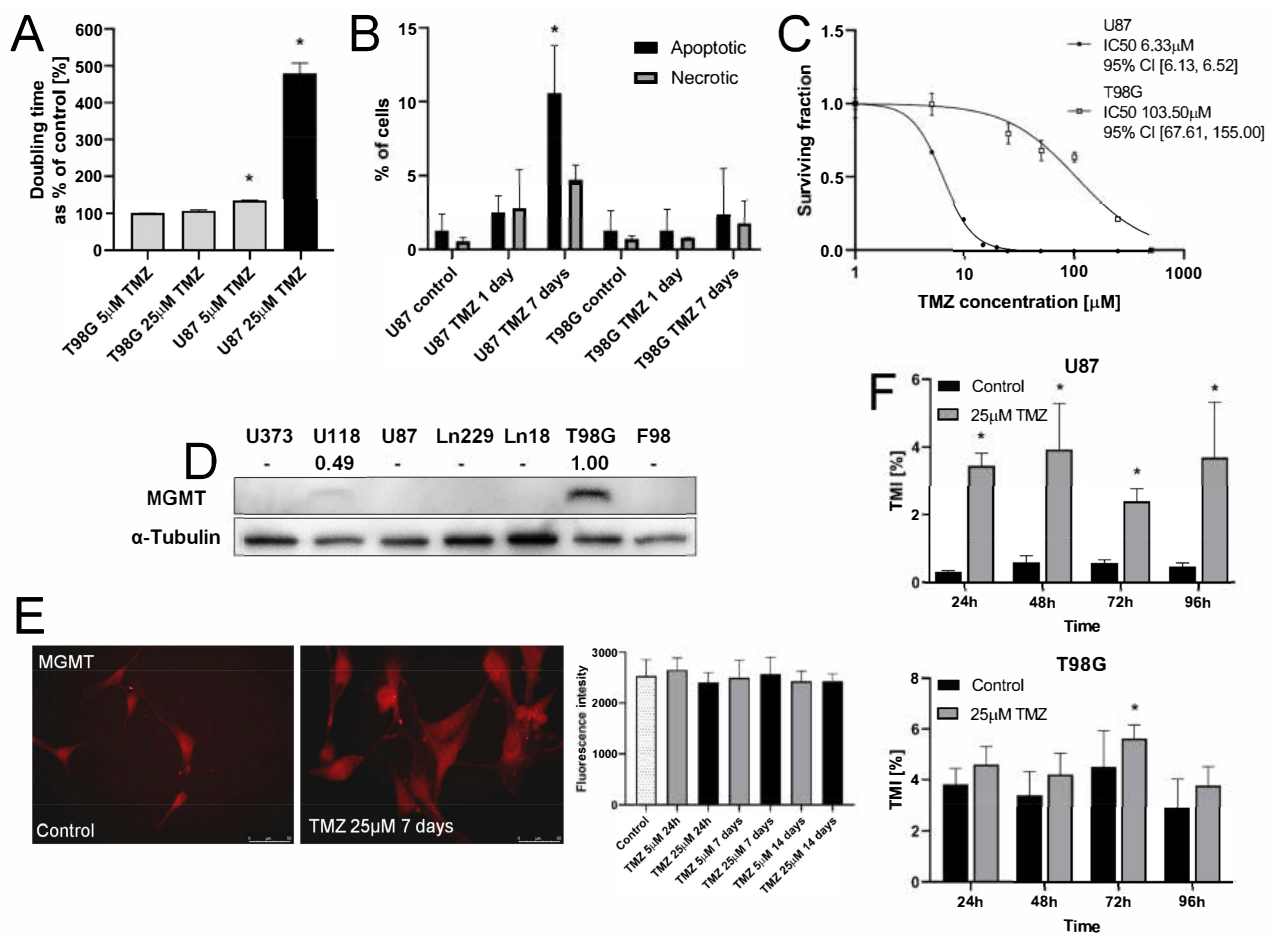 A
600
500
400
300
200
100
0
Doubling time
as % of control [%]
*
*
T98G 5μM TMZ
T98G 25μM TMZ
U87 5μM TMZ
U87 25μM TMZ
B
15
10
5
0
% of cells
*
Apoptotic
Necrotic
U87 control
U87 TMZ 1 day
U87 TMZ 7 days
T98G control
T98G TMZ 1 day
T98G TMZ 7 days
C
1.5
1.0
0.5
0.0
Surviving fraction
U87
IC50 6.33μM
95% CI [6.13, 6.52]
T98G
IC50 103.50μM
95% CI [67.61, 155.00]
1 10 100 1000
TMZ concentration [μM]
D
U373 U118 U87 Ln229 Ln18 T98G F98
- 0.49 - - - 1.00 -
MGMT
α-Tubulin
E
MGMT
Control
TMZ 25μM 7 days
3000
2000
1000
0
Fluorescence intesity
Control
TMZ 5μM 24h
TMZ 25μM 24h
TMZ 5μM 7 days
TMZ 25μM 7 days
TMZ 5μM 14 days
TMZ 25μM 14 days
F
U87
Control
25μM TMZ
6
4
2
0
TMI [%]
* * * *
24h 48h 72h 96h
Time
T98G
Control
25μM TMZ
8
6
4
2
0
TMI [%]
*
24h 48h 72h 96h
Time